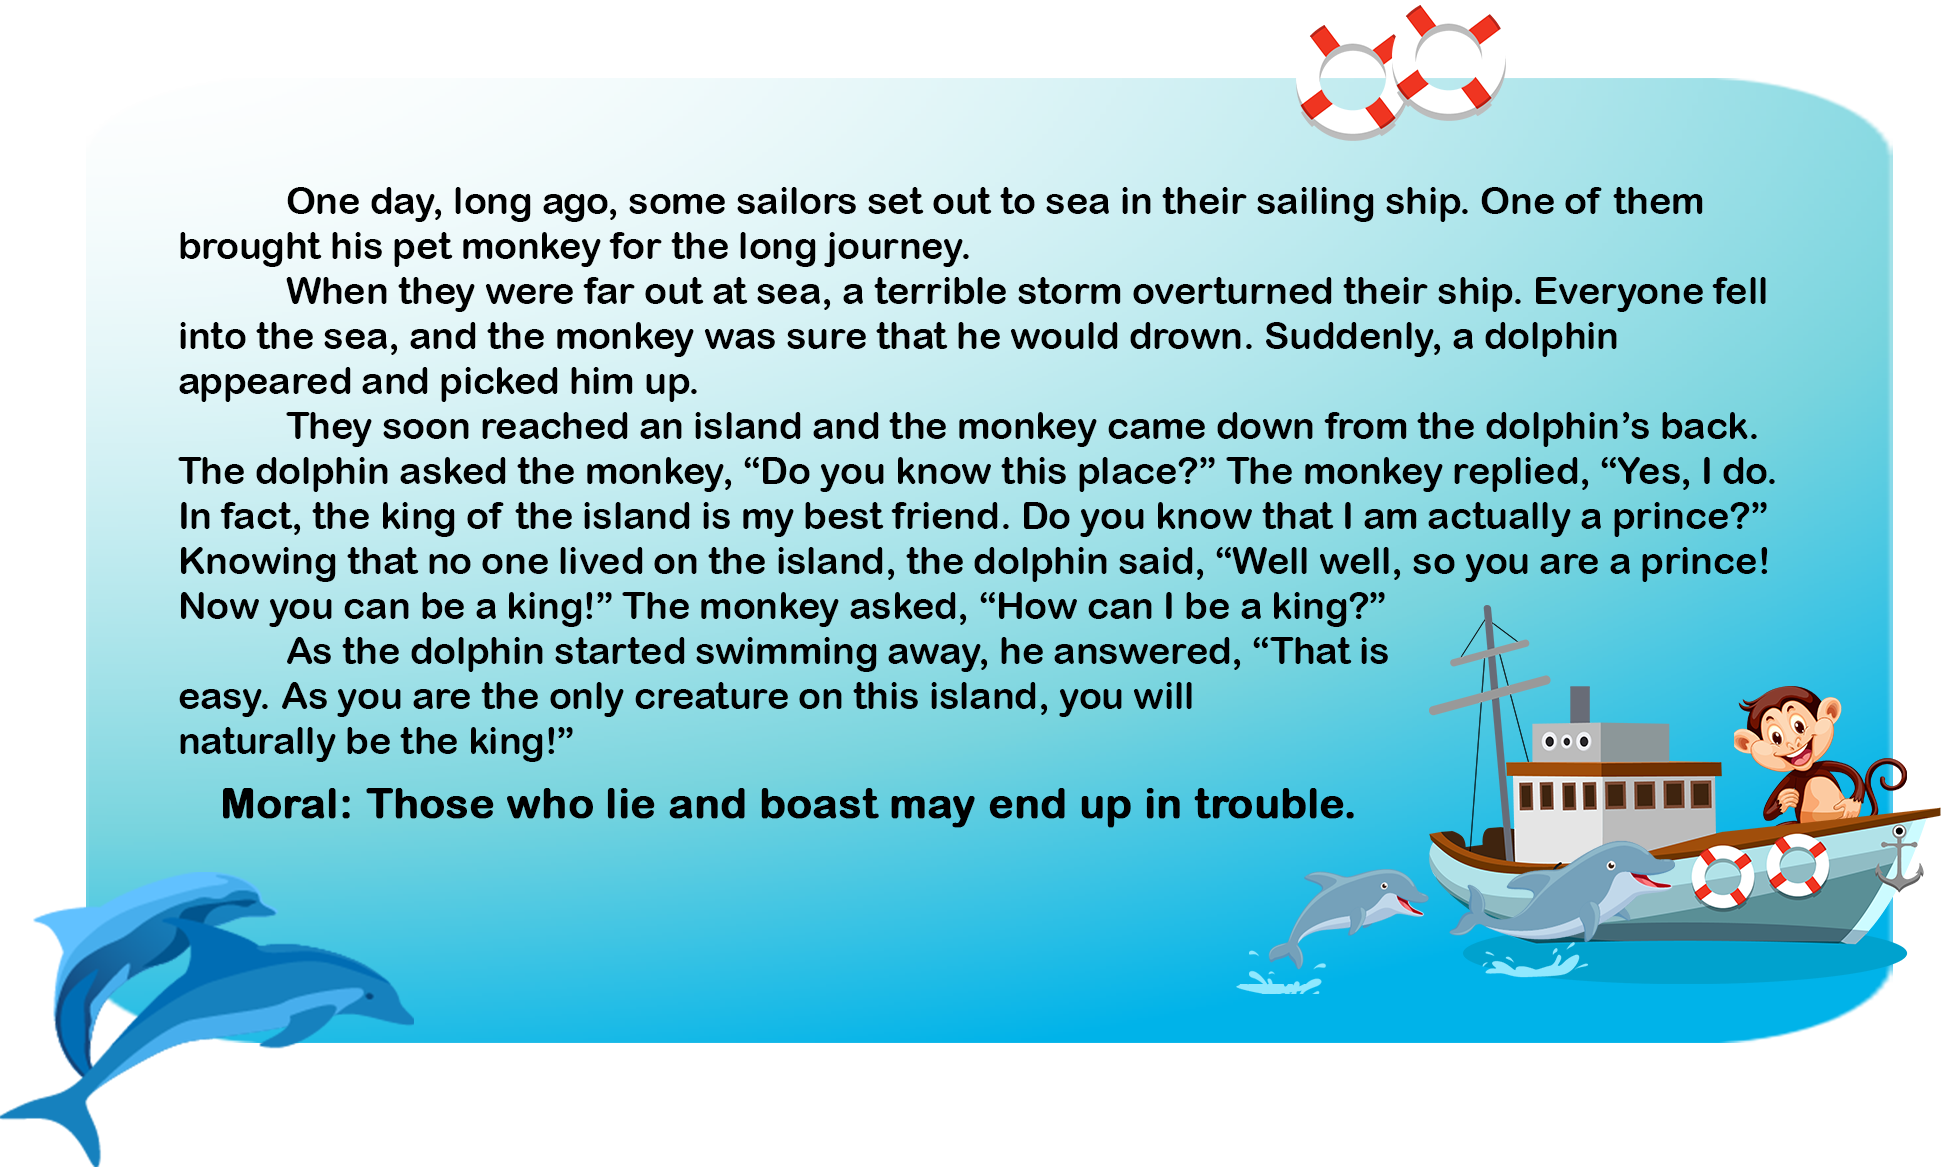 One day, long ago, some sailors set out to sea in their sailing ship. One of them
brought his pet monkey for the long journey.
When they were far out at sea, a terrible storm overturned their ship. Everyone fell
into the sea, and the monkey was sure that he would drown. Suddenly, a dolphin
appeared and picked him up.
They soon reached an island and the monkey came down from the dolphin’s back.
The dolphin asked the monkey, “Do you know this place?” The monkey replied, “Yes, I do.
In fact, the king of the island is my best friend. Do you know that I am actually a prince?”
Knowing that no one lived on the island, the dolphin said, “Well well, so you are a prince!
Now you can be a king!” The monkey asked, “How can I be a king?”
As the dolphin started swimming away, he answered, “That is
easy. As you are the only creature on this island, you will
naturally be the king!”
Moral: Those who lie and boast may end up in trouble.